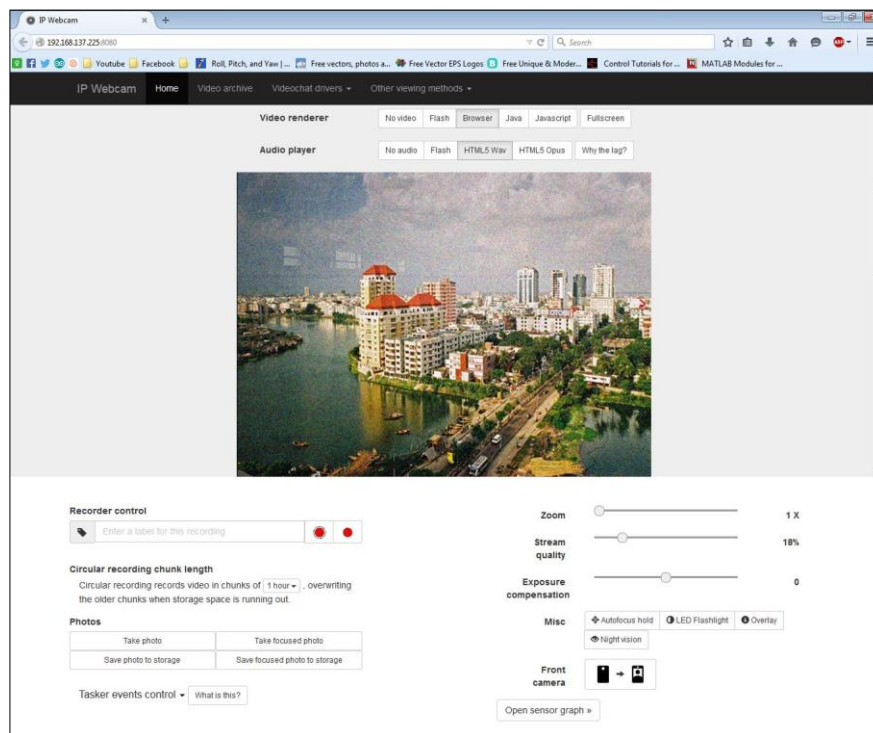 IP Webcam
192.168.137.225:8080
Search
Youtube Facebook Roll, Pitch, and Yaw |... Free vectors, photos a... Free Vector EPS Logos Free Unique & Moder... Control Tutorials for ... MATLAB Modules for ...
IP Webcam Home Video archive Videochat drivers Other viewing methods
Video renderer No video Flash Browser Java Javascript Fullscreen
Audio player No audio Flash HTML5 Wav HTML5 Opus Why the lag?
Recorder control
Enter a label for this recording
Circular recording chunk length
Circular recording records video in chunks of 1 hour , overwriting
the older chunks when storage space is running out.
Photos
Take photo Take focused photo
Save photo to storage Save focused photo to storage
Tasker events control What is this?
Zoom 1 X
Stream
quality 18%
Exposure
compensation 0
Misc Autofocus hold LED Flashlight Overlay
Night vision
Front
camera
Open sensor graph »